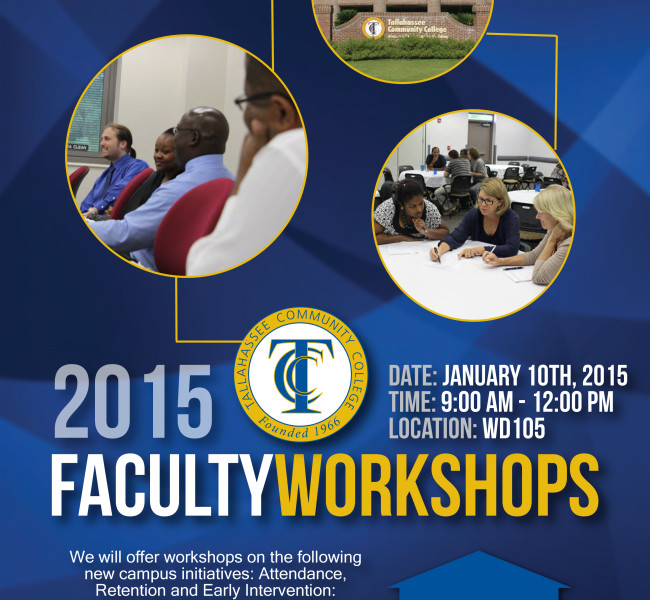 Tallahassee
Community College
A CLEAN
TALLAHASSEE COMMUNITY COLLEGE
TCC
Founded 1966
2015
DATE: JANUARY 10TH, 2015
TIME: 9:00 AM - 12:00 PM
LOCATION: WD105
FACULTYWORKSHOPS
We will offer workshops on the following
new campus initiatives: Attendance,
Retention and Early Intervention: